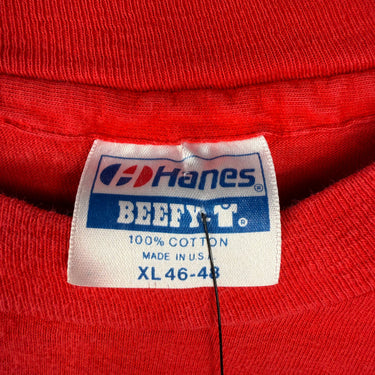 Hanes®
BEEFY-T®
100% COTTON
MADE IN U.S.A.
XL 46-48